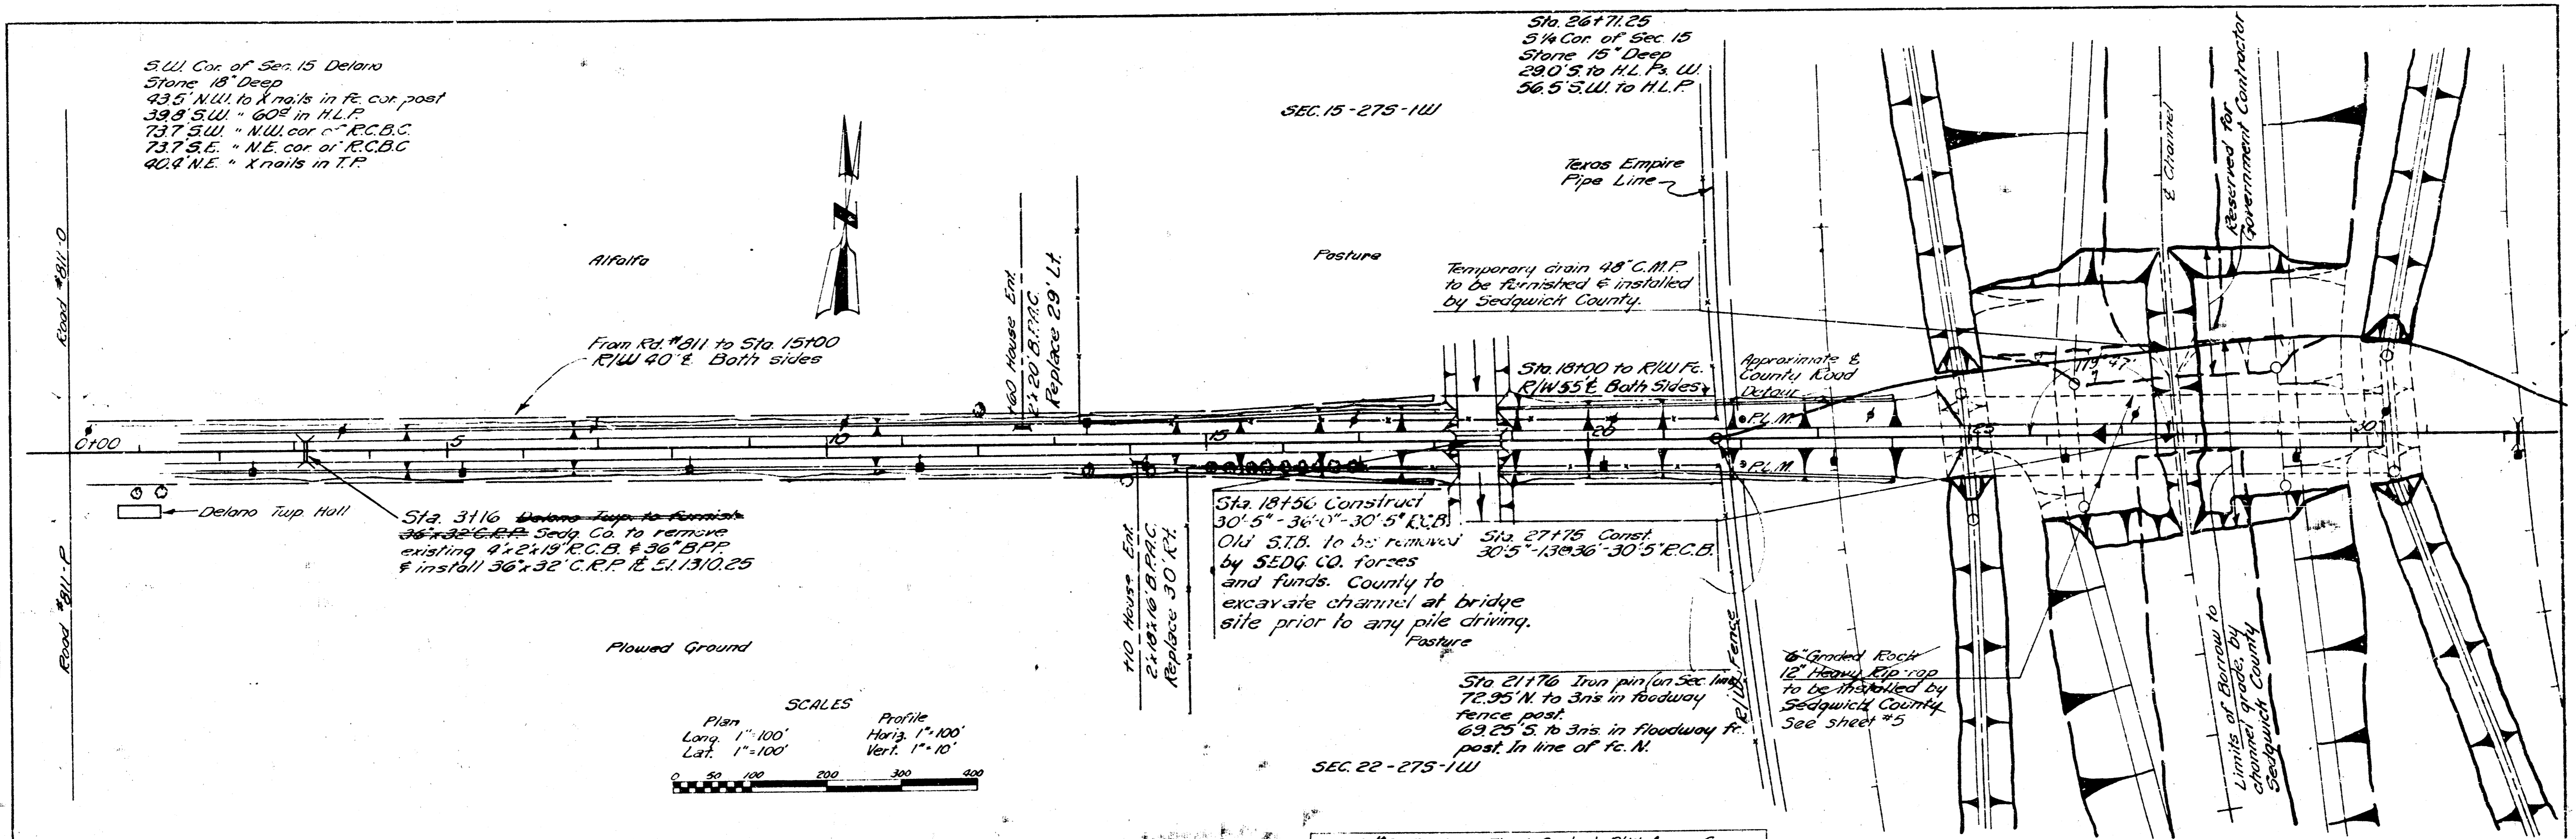 S.W. Cor. of Sec. 15 Delano
Stone 18" Deep
43.5' N.W. to X nails in fc. cor. post
39.8' S.W. " 60d in H.L.P.
73.7' S.W. " N.W. cor of R.C.B.C.
73.7' S.E. " N.E. cor. of R.C.B.C
40.4' N.E. " X nails in T.P.
Sta. 26+71.25
S 1/4 Cor. of Sec. 15
Stone 15" Deep
29.0' S. to H.L.Ps. W.
56.5' S.W. to H.L.P.
SEC. 15-27S-1W
Texas Empire
Pipe Line
℄ Channel
Reserved for
Government Contractor
Road #811-O
Alfalfa
Pasture
Temporary drain 48" C.M.P.
to be furnished & installed
by Sedgwick County.
From Rd. #811 to Sta. 15+00
R/W 40' ℄ Both sides
+60 House Ent.
2'x20' B.P.A.C.
Replace 29' Lt.
Sta. 18+00 to R/W Fc.
R/W 55' ℄ Both Sides
Approximate ℄
County Road
Detour
119°47'
P.L.M.
0+00
5
10
15
20
25
30
P.L.M.
Delano Twp. Hall
Sta. 3+16 Delano Twp. to furnish
36"x32' C.R.P. Sedg. Co. to remove
existing 4'x2'x19' R.C.B. & 36" B.P.P.
& install 36"x32' C.R.P. ℄ El. 1310.25
+10 House Ent.
2'x18"x16' B.P.A.C.
Replace 30' Rt.
Sta. 18+56 Construct
30'-5" - 36'-0" - 30'-5" R.C.B.
Old S.T.B. to be removed
by SEDG. CO. forces
and funds. County to
excavate channel at bridge
site prior to any pile driving.
Sta. 27+75 Const.
30'-5"-13@36'-30'-5" R.C.B.
Road #811-P
Plowed Ground
Pasture
R/W Fence
Sta 21+76 Iron pin (on Sec. line)
72.95' N. to 3n's in foodway
fence post.
69.25' S. to 3n's. in floodway fc.
post. In line of fc. N.
6" Graded Rock
12" Heavy Rip-rap
to be installed by
Sedgwick County
See sheet #5
Limits of Borrow to
channel grade, by
Sedgwick County
SCALES
Plan Profile
Long. 1"=100' Horiz. 1"=100'
Lat. 1"=100' Vert. 1"=10'
0 50 100 200 300 400
SEC. 22-27S-1W